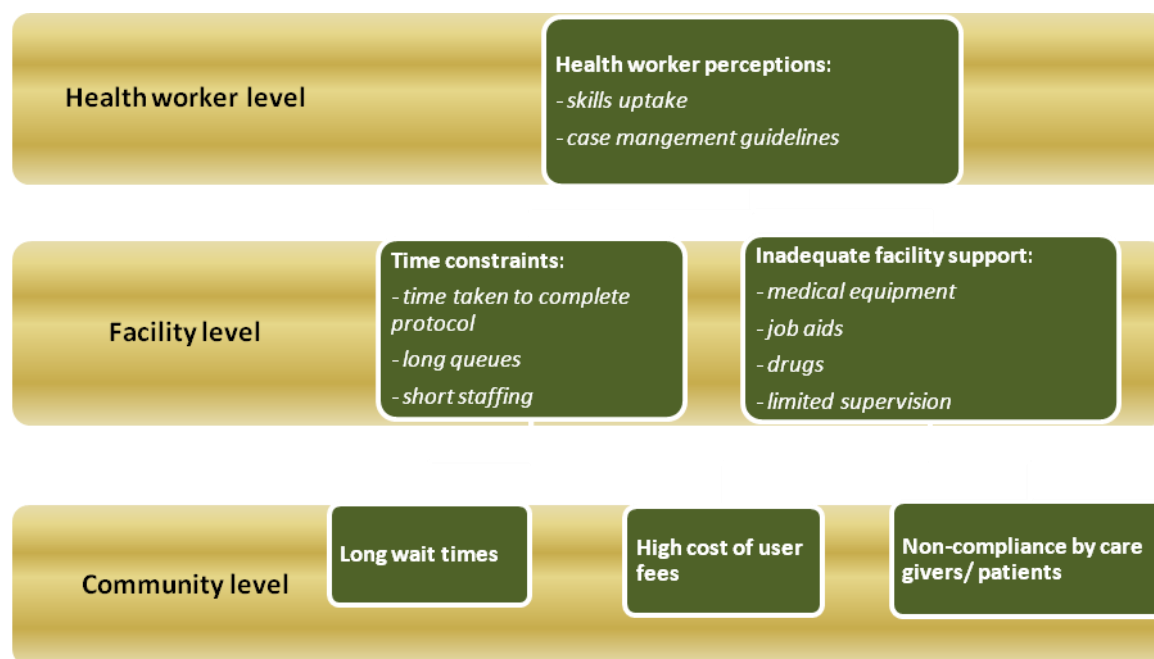 Health worker level
Health worker perceptions:
- skills uptake
- case mangement guidelines
Facility level
Time constraints:
- time taken to complete
protocol
- long queues
- short staffing
Inadequate facility support:
- medical equipment
- job aids
- drugs
- limited supervision
Community level
Long wait times
High cost of user
fees
Non-compliance by care
givers/ patients